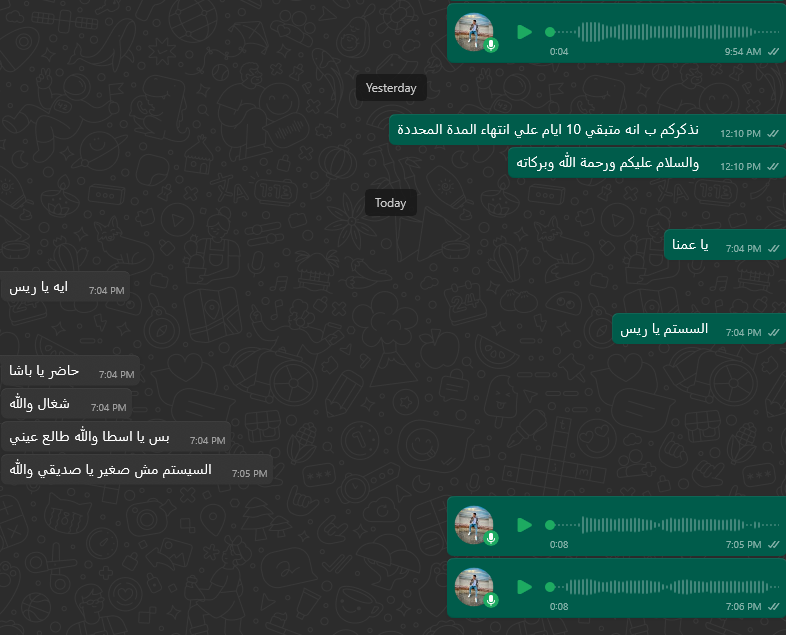 0:04 9:54 AM
Yesterday
نذكركم ب انه متبقي 10 ايام علي انتهاء المدة المحددة 12:10 PM
والسلام عليكم ورحمة الله وبركاته 12:10 PM
Today
يا عمنا 7:04 PM
ايه يا ريس 7:04 PM
السستم يا ريس 7:04 PM
حاضر يا باشا 7:04 PM
شغال والله 7:04 PM
بس يا اسطا والله طالع عيني 7:04 PM
السيستم مش صغير يا صديقي والله 7:05 PM
0:08 7:05 PM
0:08 7:06 PM